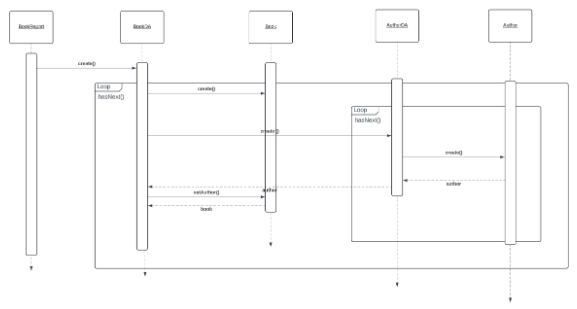 BookReport
BookDA
Book
AuthorDA
Author
create()
Loop
hasNext()
create()
Loop
hasNext()
create()
create()
author
author
setAuthor()
book